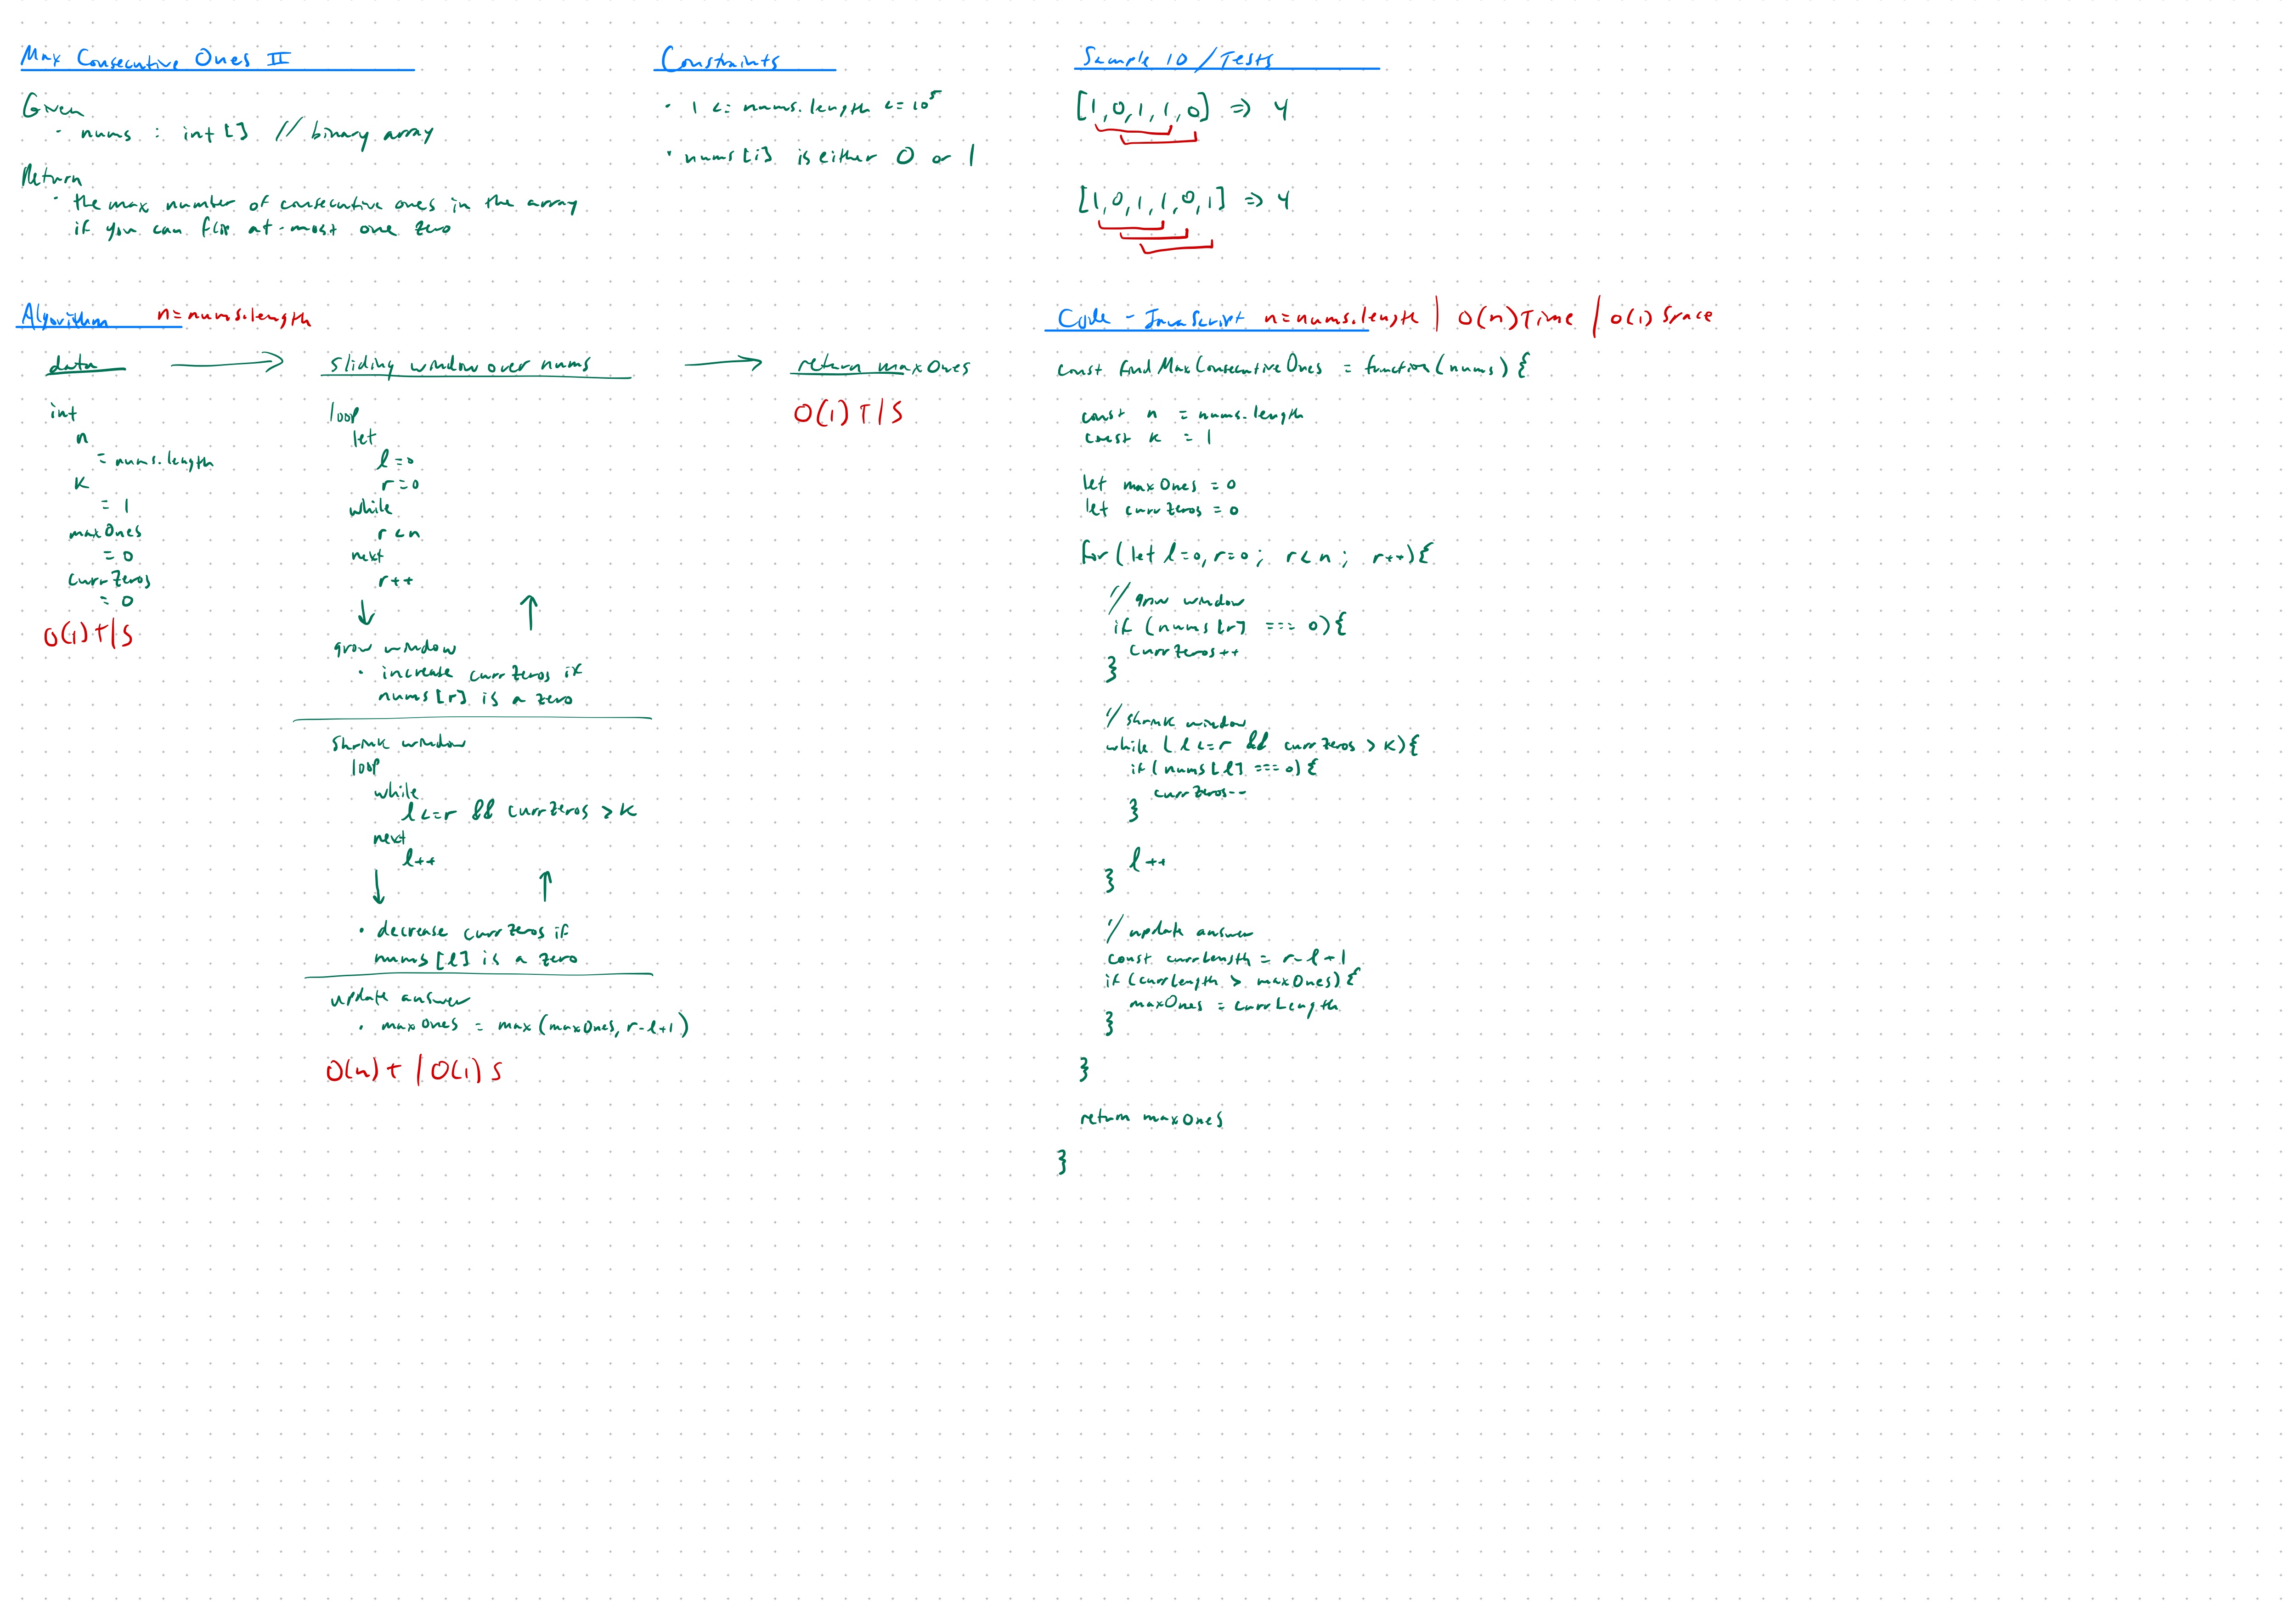 Max Consecutive Ones II
Given
· nums : int[] // binary array
Return
· the max number of consecutive ones in the array
if you can flip at-most one zero
Constraints
· 1 <= nums.length <= 10^5
· nums[i] is either 0 or 1
Sample IO / Tests
[1,0,1,1,0] => 4
[1,0,1,1,0,1] => 4
Algorithm n=nums.length
data
int
n
= nums.length
K
= 1
maxOnes
= 0
currZeros
= 0
O(1) T|S
sliding window over nums
loop
let
l=0
r=0
while
r<n
next
r++
grow window
· increase currZeros if
nums[r] is a zero
shrink window
loop
while
l<=r && currZeros > K
next
l++
· decrease currZeros if
nums[l] is a zero
update answer
· maxOnes = max(maxOnes, r-l+1)
O(n) T | O(1) S
return maxOnes
O(1) T|S
Code - JavaScript n=nums.length | O(n) Time | O(1) Space
const findMaxConsecutiveOnes = function(nums) {
const n = nums.length
const K = 1
let maxOnes = 0
let currZeros = 0
for (let l=0, r=0; r<n; r++){
// grow window
if (nums[r] === 0){
currZeros++
}
// shrink window
while (l<=r && currZeros > K){
if (nums[l] === 0) {
currZeros--
}
l++
}
// update answer
const currLength = r-l+1
if (currLength > maxOnes) {
maxOnes = currLength
}
}
return maxOnes
}